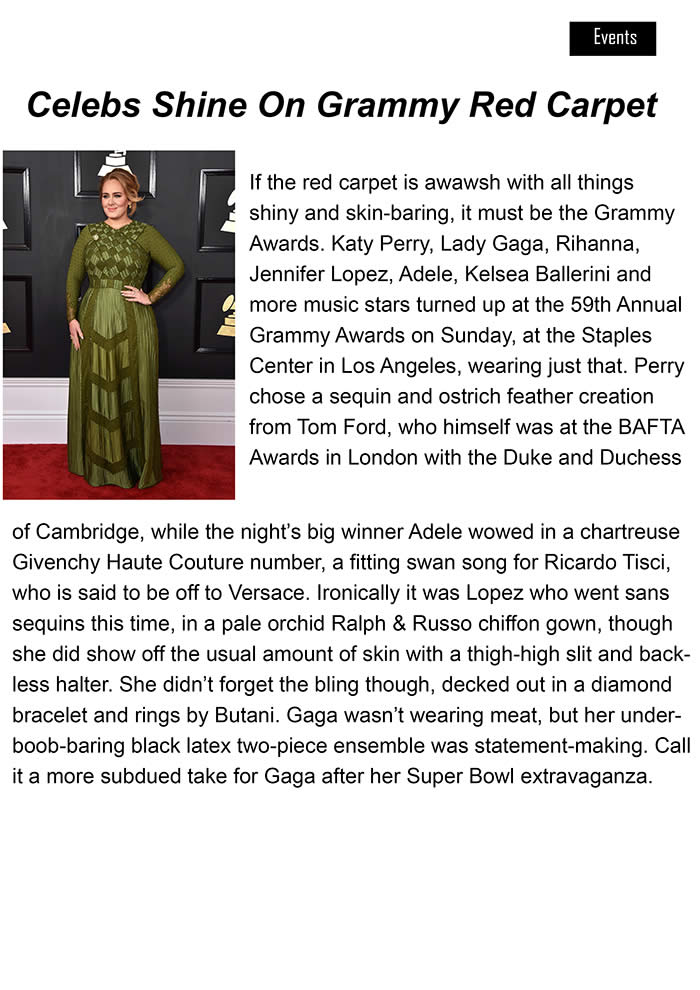 Events
Celebs Shine On Grammy Red Carpet
If the red carpet is awawsh with all things
shiny and skin-baring, it must be the Grammy
Awards. Katy Perry, Lady Gaga, Rihanna,
Jennifer Lopez, Adele, Kelsea Ballerini and
more music stars turned up at the 59th Annual
Grammy Awards on Sunday, at the Staples
Center in Los Angeles, wearing just that. Perry
chose a sequin and ostrich feather creation
from Tom Ford, who himself was at the BAFTA
Awards in London with the Duke and Duchess
of Cambridge, while the night’s big winner Adele wowed in a chartreuse
Givenchy Haute Couture number, a fitting swan song for Ricardo Tisci,
who is said to be off to Versace. Ironically it was Lopez who went sans
sequins this time, in a pale orchid Ralph & Russo chiffon gown, though
she did show off the usual amount of skin with a thigh-high slit and back-
less halter. She didn’t forget the bling though, decked out in a diamond
bracelet and rings by Butani. Gaga wasn’t wearing meat, but her under-
boob-baring black latex two-piece ensemble was statement-making. Call
it a more subdued take for Gaga after her Super Bowl extravaganza.